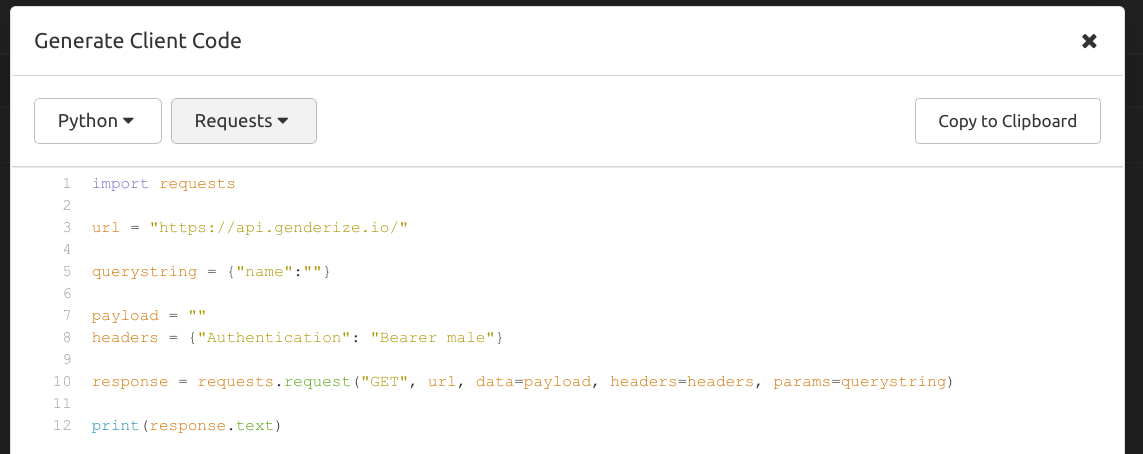 Generate Client Code
Python
Requests
Copy to Clipboard
1 import requests
2
3 url = "https://api.genderize.io/"
4
5 querystring = {"name":""}
6
7 payload = ""
8 headers = {"Authentication": "Bearer male"}
9
10 response = requests.request("GET", url, data=payload, headers=headers, params=querystring)
11
12 print(response.text)